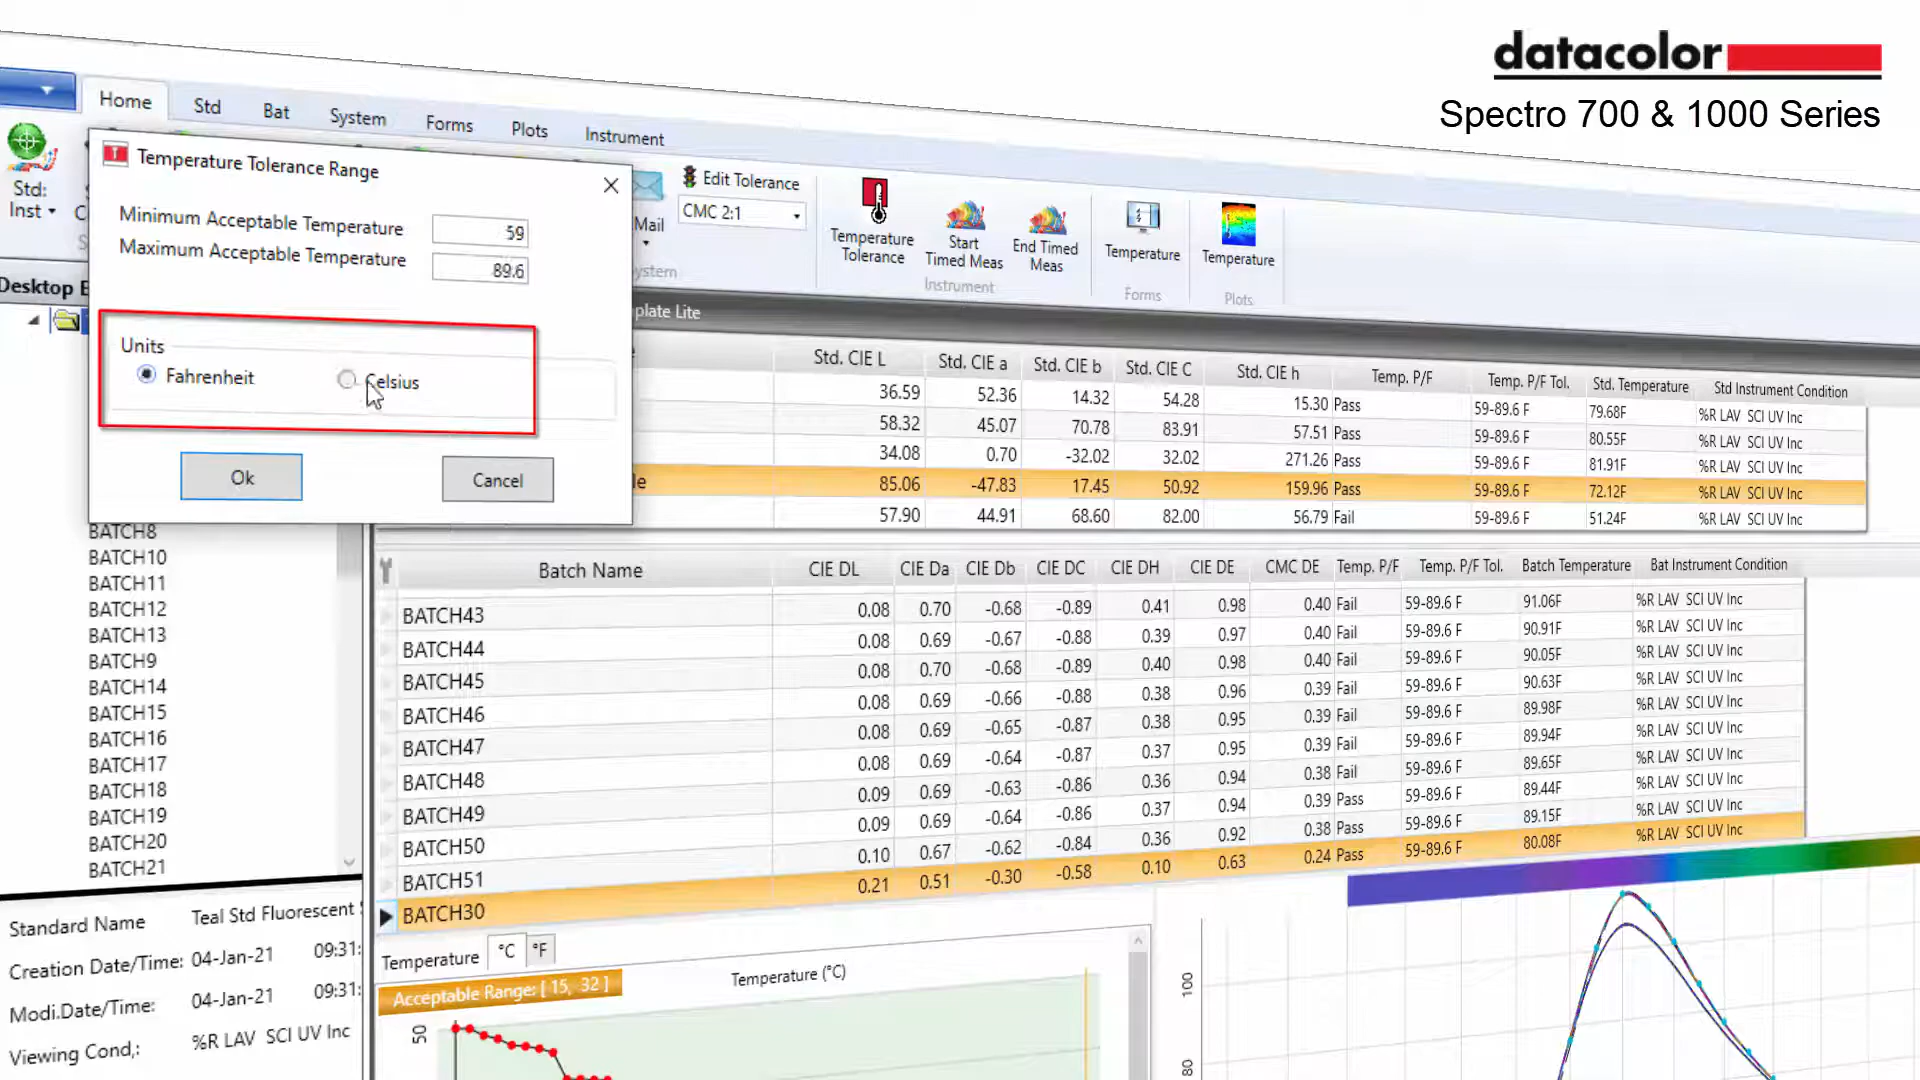 datacolor
Spectro 700 & 1000 Series
Home Std Bat System Forms Plots Instrument
Std:
Inst
Temperature Tolerance Range
Minimum Acceptable Temperature 59
Maximum Acceptable Temperature 89.6
Units
Fahrenheit Celsius
Ok Cancel
Mail
Edit Tolerance
CMC 2:1
Temperature
Tolerance
Start
Timed Meas
End Timed
Meas
Instrument
Temperature
Forms
Temperature
Plots
Std. CIE L Std. CIE a Std. CIE b Std. CIE C Std. CIE h Temp. P/F Temp. P/F Tol. Std. Temperature Std Instrument Condition
36.59 52.36 14.32 54.28 15.30 Pass 59-89.6 F 79.68F %R LAV SCI UV Inc
58.32 45.07 70.78 83.91 57.51 Pass 59-89.6 F 80.55F %R LAV SCI UV Inc
34.08 0.70 -32.02 32.02 271.26 Pass 59-89.6 F 81.91F %R LAV SCI UV Inc
85.06 -47.83 17.45 50.92 159.96 Pass 59-89.6 F 72.12F %R LAV SCI UV Inc
57.90 44.91 68.60 82.00 56.79 Fail 59-89.6 F 51.24F %R LAV SCI UV Inc
BATCH8
BATCH10
BATCH11
BATCH12
BATCH13
BATCH9
BATCH14
BATCH15
BATCH16
BATCH17
BATCH18
BATCH19
BATCH20
BATCH21
Batch Name CIE DL CIE Da CIE Db CIE DC CIE DH CIE DE CMC DE Temp. P/F Temp. P/F Tol. Batch Temperature Bat Instrument Condition
BATCH43 0.08 0.70 -0.68 -0.89 0.41 0.98 0.40 Fail 59-89.6 F 91.06F %R LAV SCI UV Inc
BATCH44 0.08 0.69 -0.67 -0.88 0.39 0.97 0.40 Fail 59-89.6 F 90.91F %R LAV SCI UV Inc
BATCH45 0.08 0.70 -0.68 -0.89 0.40 0.98 0.40 Fail 59-89.6 F 90.05F %R LAV SCI UV Inc
BATCH46 0.08 0.69 -0.66 -0.88 0.38 0.96 0.39 Fail 59-89.6 F 90.63F %R LAV SCI UV Inc
BATCH47 0.08 0.69 -0.65 -0.87 0.38 0.95 0.39 Fail 59-89.6 F 89.98F %R LAV SCI UV Inc
BATCH48 0.08 0.69 -0.64 -0.87 0.37 0.95 0.39 Fail 59-89.6 F 89.94F %R LAV SCI UV Inc
BATCH49 0.09 0.69 -0.63 -0.86 0.36 0.94 0.38 Fail 59-89.6 F 89.65F %R LAV SCI UV Inc
BATCH50 0.09 0.69 -0.64 -0.86 0.37 0.94 0.39 Pass 59-89.6 F 89.44F %R LAV SCI UV Inc
BATCH51 0.10 0.67 -0.62 -0.84 0.36 0.92 0.38 Pass 59-89.6 F 89.15F %R LAV SCI UV Inc
BATCH30 0.21 0.51 -0.30 -0.58 0.10 0.63 0.24 Pass 59-89.6 F 80.08F %R LAV SCI UV Inc
Standard Name Teal Std Fluorescent
Creation Date/Time: 04-Jan-21 09:31:
Modi.Date/Time: 04-Jan-21 09:31:
Viewing Cond,: %R LAV SCI UV Inc
Temperature °C °F
Acceptable Range: [ 15, 32 ]
Temperature (°C)
50
100
80